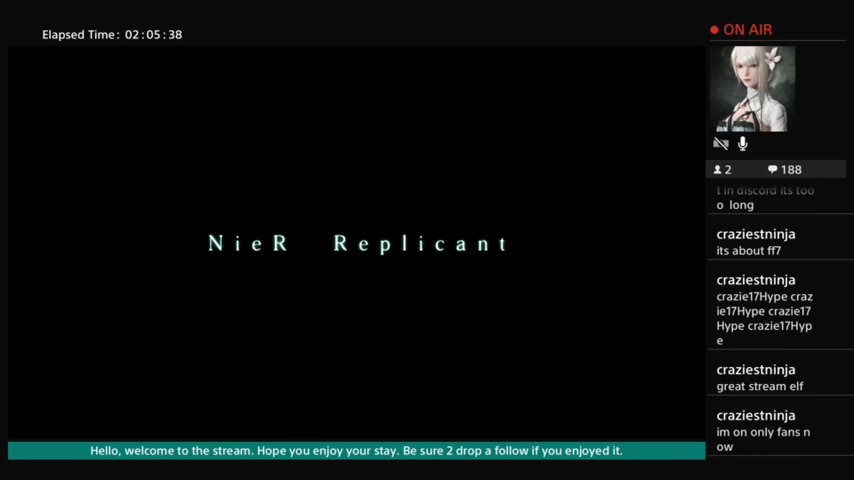 Elapsed Time: 02:05:38
ON AIR
NieR Replicant
2
188
t in discord its too
o long
craziestninja
its about ff7
craziestninja
crazie17Hype craz
ie17Hype crazie17
Hype crazie17Hyp
e
craziestninja
great stream elf
craziestninja
im on only fans n
ow
Hello, welcome to the stream. Hope you enjoy your stay. Be sure 2 drop a follow if you enjoyed it.